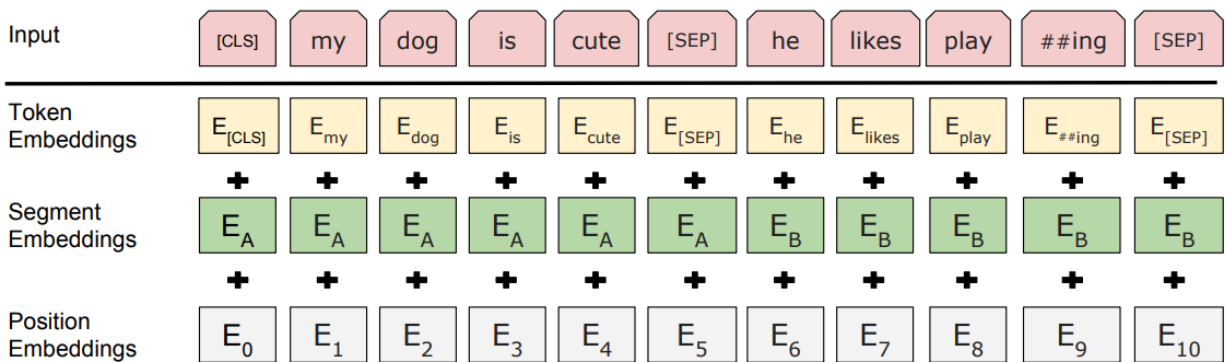 Input [CLS] my dog is cute [SEP] he likes play ##ing [SEP]
Token Embeddings E[CLS] Emy Edog Eis Ecute E[SEP] Ehe Elikes Eplay E##ing E[SEP]
+ + + + + + + + + + +
Segment Embeddings EA EA EA EA EA EA EB EB EB EB EB
+ + + + + + + + + + +
Position Embeddings E0 E1 E2 E3 E4 E5 E6 E7 E8 E9 E10